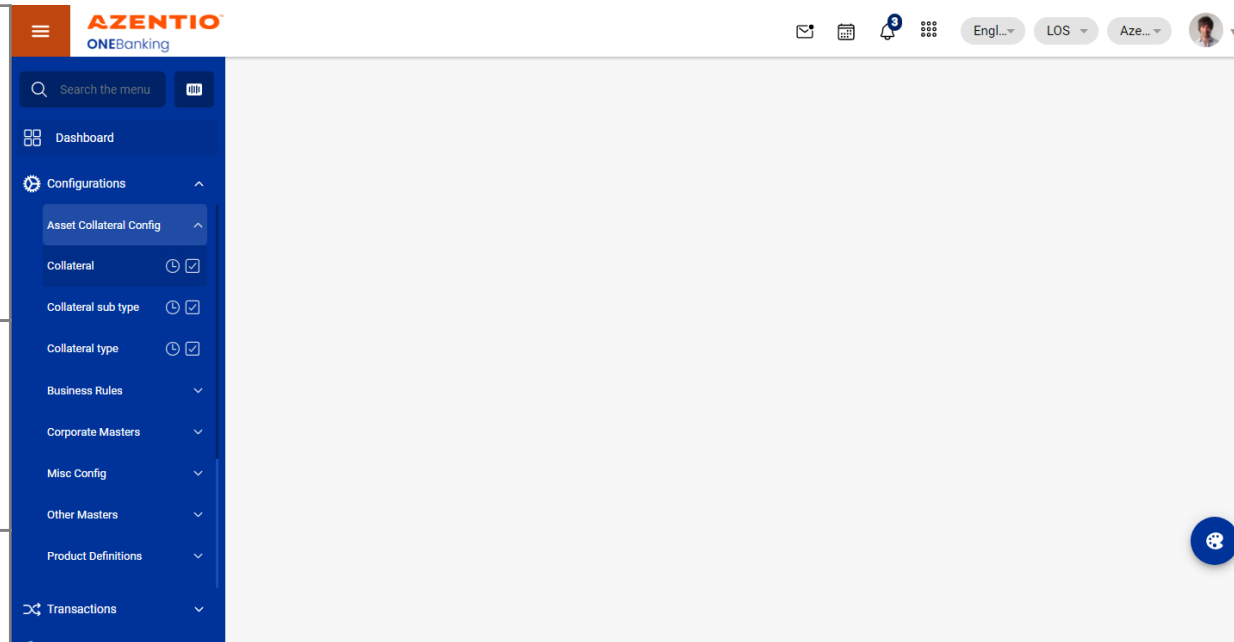 AZENTIO
ONEBanking
3
Engl...
LOS
Aze...
Search the menu
Dashboard
Configurations
Asset Collateral Config
Collateral
Collateral sub type
Collateral type
Business Rules
Corporate Masters
Misc Config
Other Masters
Product Definitions
Transactions